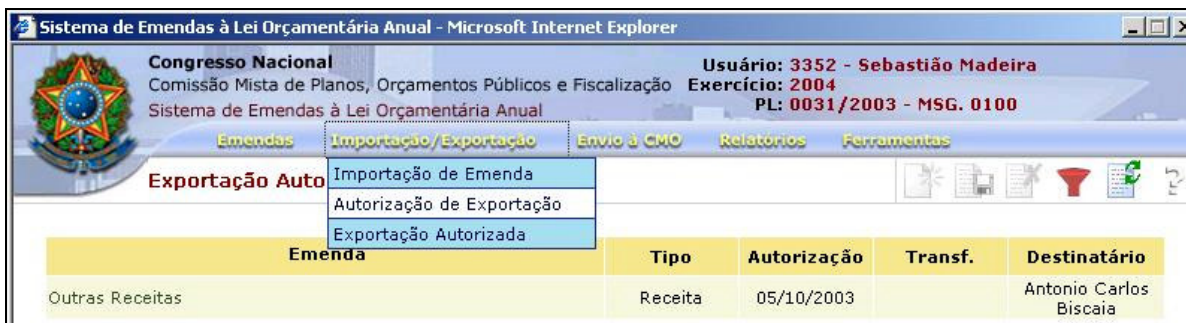 Sistema de Emendas à Lei Orçamentária Anual - Microsoft Internet Explorer
Congresso Nacional
Comissão Mista de Planos, Orçamentos Públicos e Fiscalização
Sistema de Emendas à Lei Orçamentária Anual
Usuário: 3352 - Sebastião Madeira
Exercício: 2004
PL: 0031/2003 - MSG. 0100
Emendas Importação/Exportação Envio à CMO Relatórios Ferramentas
Exportação Auto
Importação de Emenda
Autorização de Exportação
Exportação Autorizada
Emenda Tipo Autorização Transf. Destinatário
Outras Receitas Receita 05/10/2003 Antonio Carlos
Biscaia